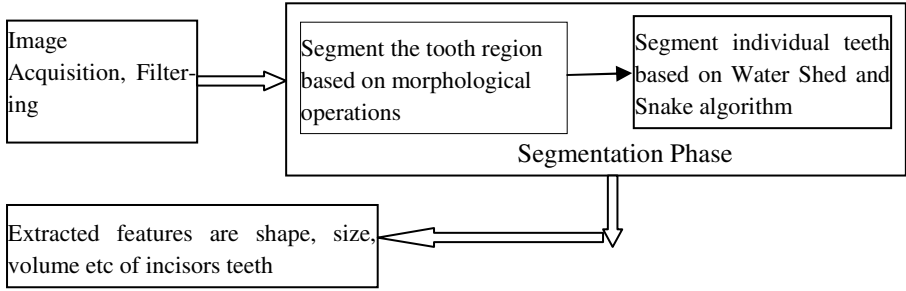 Image
Acquisition, Filter-
ing
Segment the tooth region
based on morphological
operations
Segment individual teeth
based on Water Shed and
Snake algorithm
Segmentation Phase
Extracted features are shape, size,
volume etc of incisors teeth